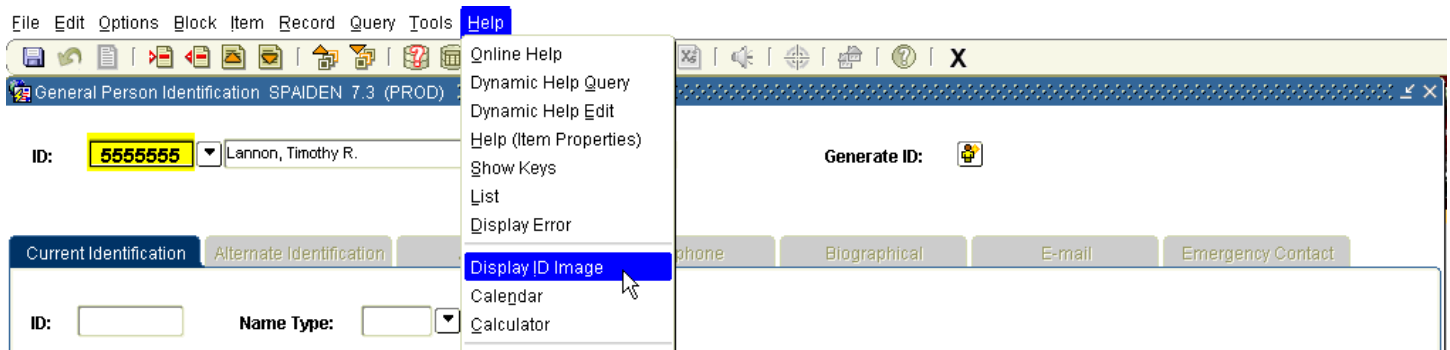 File Edit Options Block Item Record Query Tools Help
X
General Person Identification SPAIDEN 7.3 (PROD)
Online Help
Dynamic Help Query
Dynamic Help Edit
Help (Item Properties)
Show Keys
List
Display Error
Display ID Image
Calendar
Calculator
ID: 5555555 Lannon, Timothy R. Generate ID:
Current Identification Alternate Identification phone Biographical E-mail Emergency Contact
ID: Name Type: